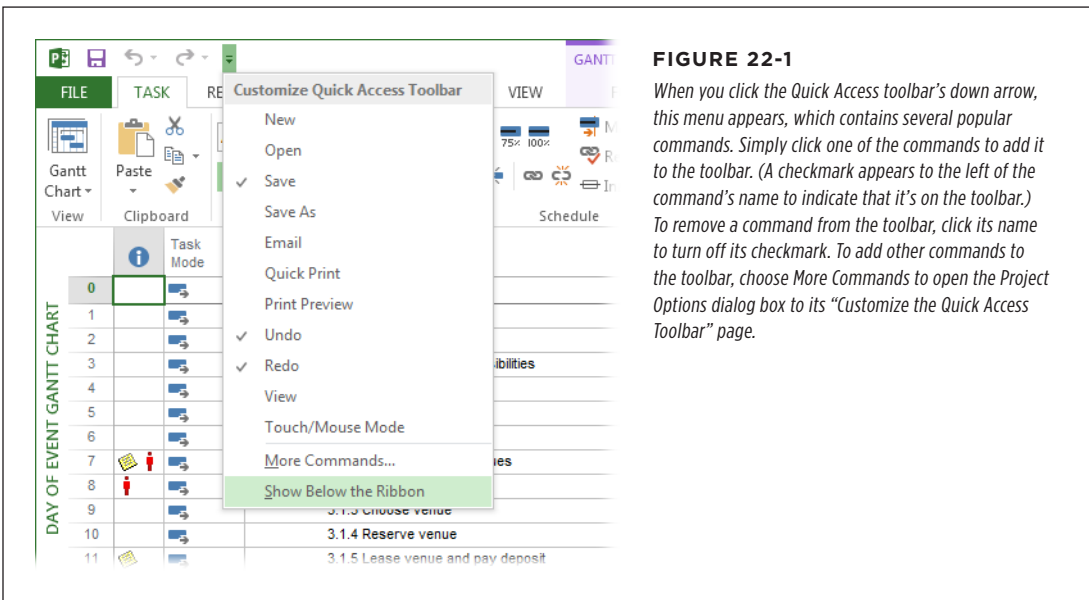 GANTT
FILE
TASK
VIEW
Customize Quick Access Toolbar
New
Open
Save
Save As
Email
Quick Print
Print Preview
Undo
Redo
View
Touch/Mouse Mode
More Commands...
Show Below the Ribbon
Gantt
Chart
Paste
75% 100%
View
Clipboard
Schedule
Task
Mode
DAY OF EVENT GANTT CHART
0
1
2
3
4
5
6
7
8
9 3.1.3 Choose venue
10 3.1.4 Reserve venue
11 3.1.5 Lease venue and pay deposit
FIGURE 22-1
When you click the Quick Access toolbar’s down arrow,
this menu appears, which contains several popular
commands. Simply click one of the commands to add it
to the toolbar. (A checkmark appears to the left of the
command’s name to indicate that it’s on the toolbar.)
To remove a command from the toolbar, click its name
to turn off its checkmark. To add other commands to
the toolbar, choose More Commands to open the Project
Options dialog box to its “Customize the Quick Access
Toolbar” page.